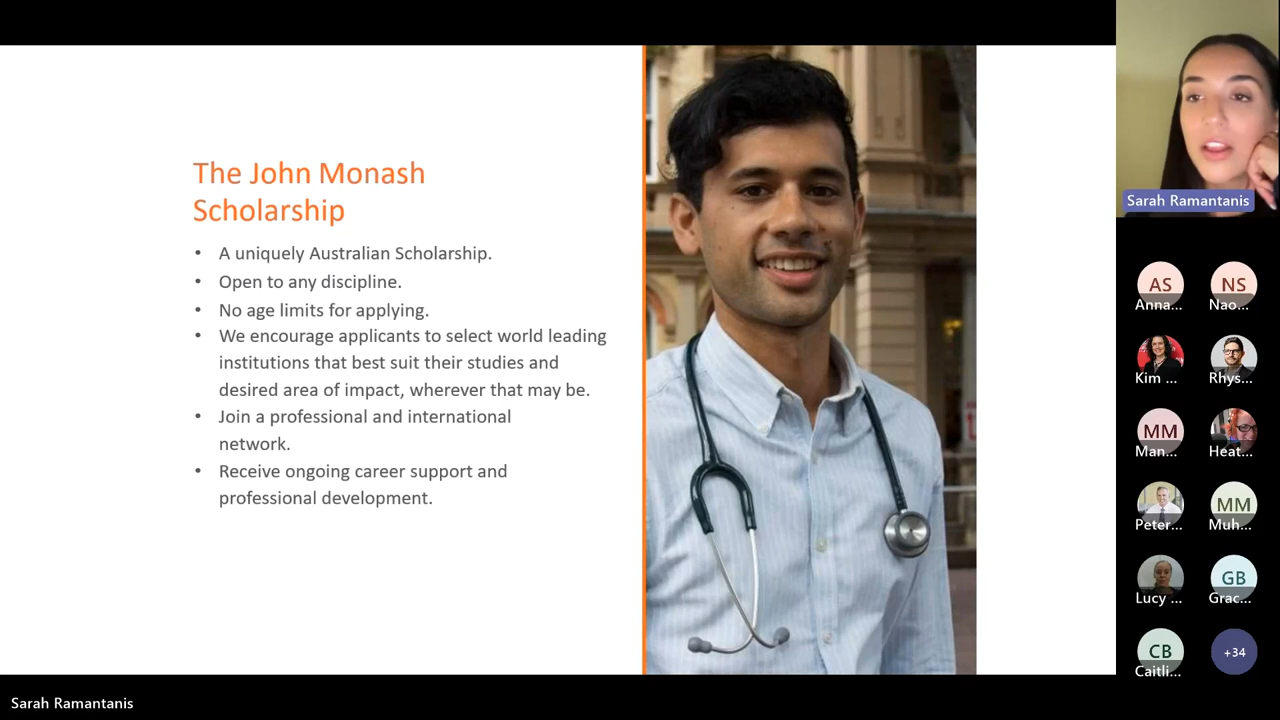 The John Monash
Scholarship
• A uniquely Australian Scholarship.
• Open to any discipline.
• No age limits for applying.
• We encourage applicants to select world leading
institutions that best suit their studies and
desired area of impact, wherever that may be.
• Join a professional and international
network.
• Receive ongoing career support and
professional development.
Sarah Ramantanis
AS
Anna...
NS
Nao...
Kim ...
Rhys...
MM
Man...
Heat...
Peter...
MM
Muh...
Lucy ...
GB
Grac...
CB
Caitli...
+34
Sarah Ramantanis